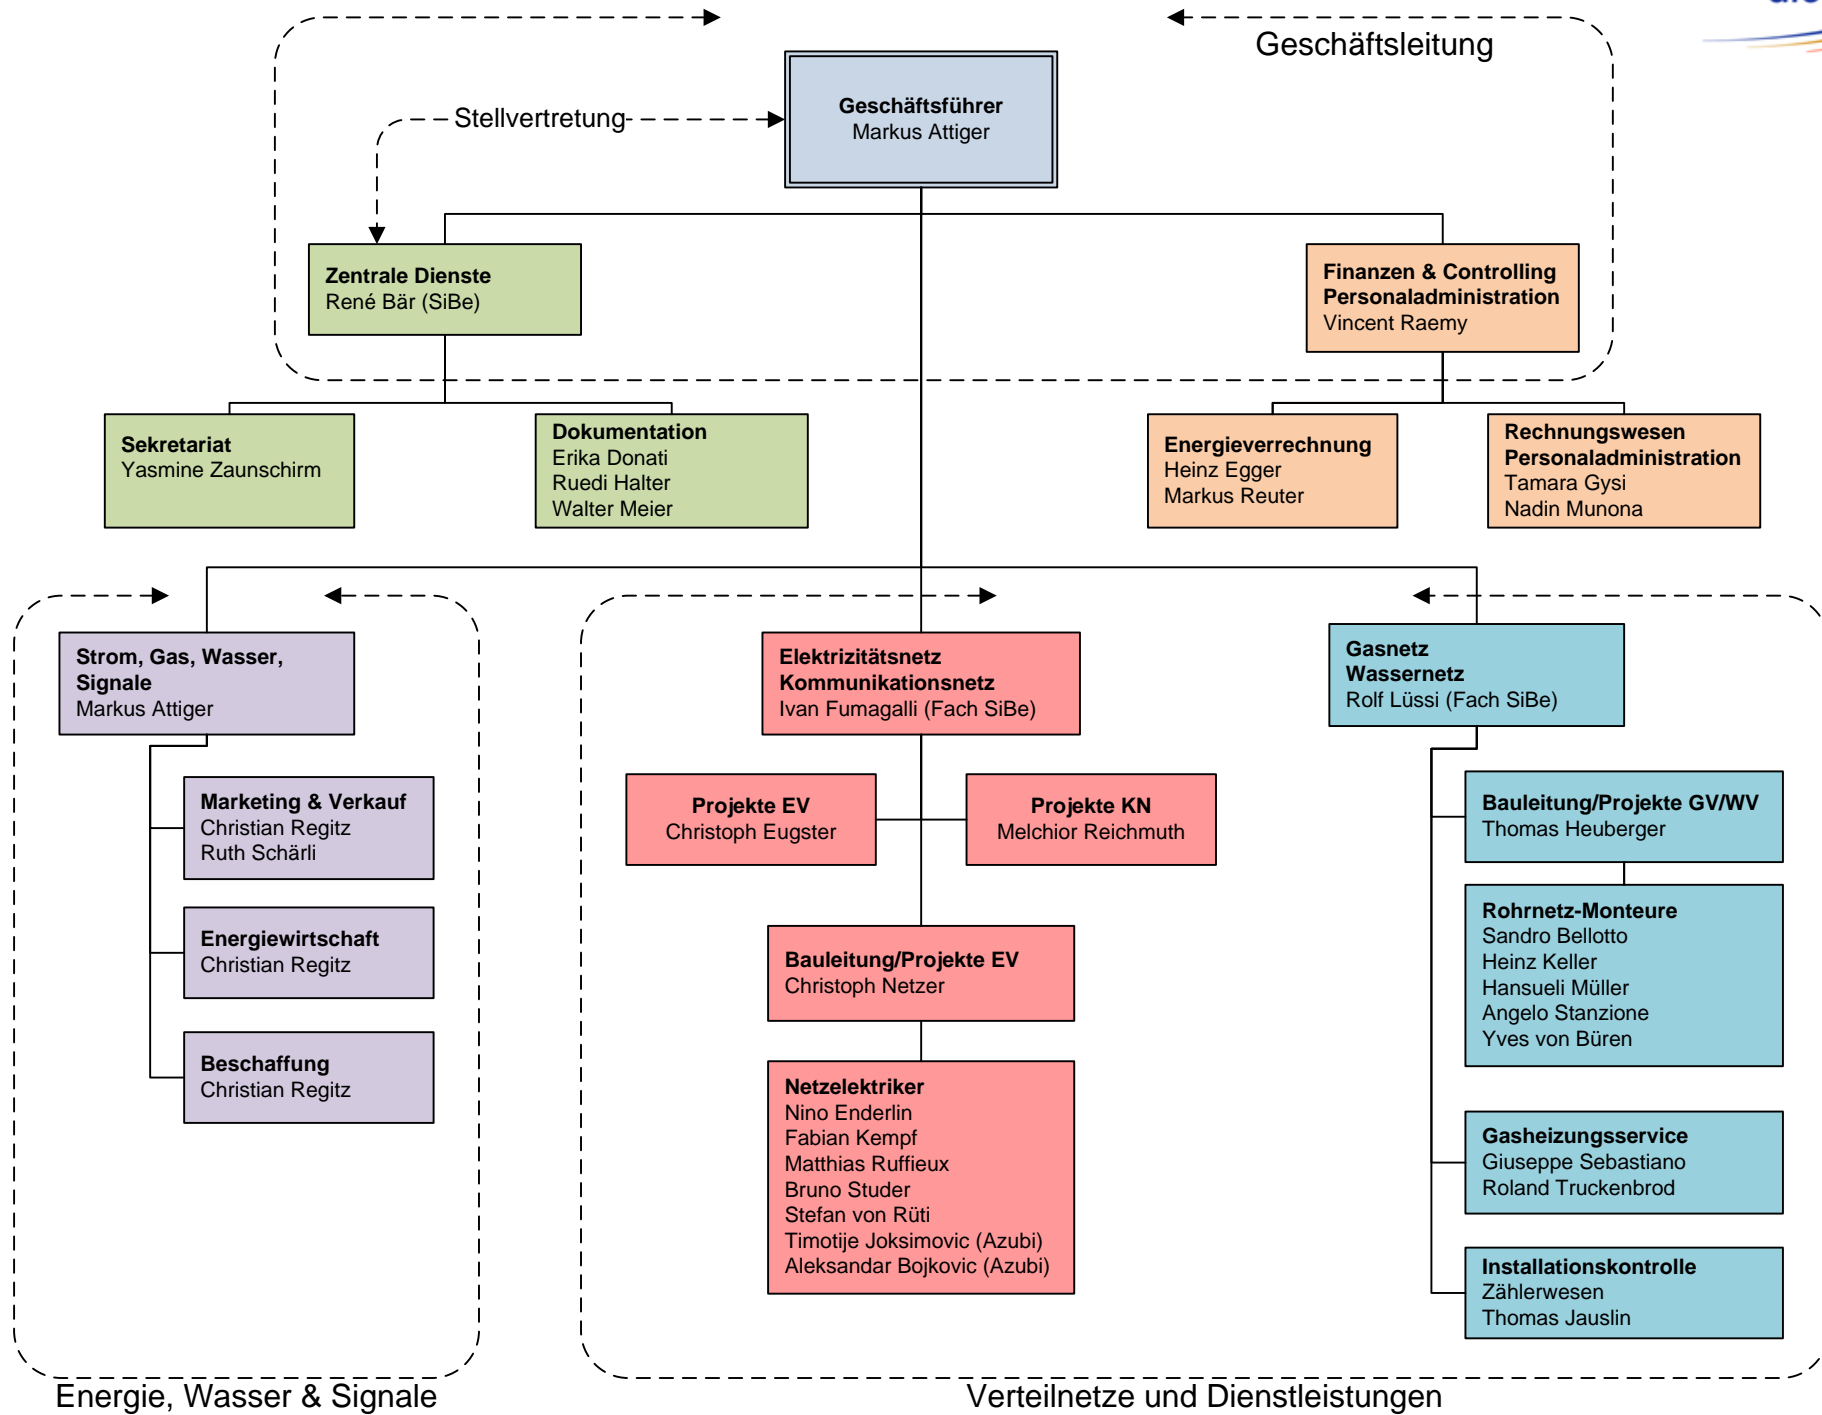 Geschäftsleitung
Geschäftsführer
Markus Attiger
Stellvertretung
Zentrale Dienste
René Bär (SiBe)
Finanzen & Controlling
Personaladministration
Vincent Raemy
Sekretariat
Yasmine Zaunschirm
Dokumentation
Erika Donati
Ruedi Halter
Walter Meier
Energieverrechnung
Heinz Egger
Markus Reuter
Rechnungswesen
Personaladministration
Tamara Gysi
Nadin Munona
Strom, Gas, Wasser,
Signale
Markus Attiger
Marketing & Verkauf
Christian Regitz
Ruth Schärli
Energiewirtschaft
Christian Regitz
Beschaffung
Christian Regitz
Energie, Wasser & Signale
Elektrizitätsnetz
Kommunikationsnetz
Ivan Fumagalli (Fach SiBe)
Projekte EV
Christoph Eugster
Projekte KN
Melchior Reichmuth
Bauleitung/Projekte EV
Christoph Netzer
Netzelektriker
Nino Enderlin
Fabian Kempf
Matthias Ruffieux
Bruno Studer
Stefan von Rüti
Timotije Joksimovic (Azubi)
Aleksandar Bojkovic (Azubi)
Gasnetz
Wassernetz
Rolf Lüssi (Fach SiBe)
Bauleitung/Projekte GV/WV
Thomas Heuberger
Rohrnetz-Monteure
Sandro Bellotto
Heinz Keller
Hansueli Müller
Angelo Stanzione
Yves von Büren
Gasheizungsservice
Giuseppe Sebastiano
Roland Truckenbrod
Installationskontrolle
Zählerwesen
Thomas Jauslin
Verteilnetze und Dienstleistungen